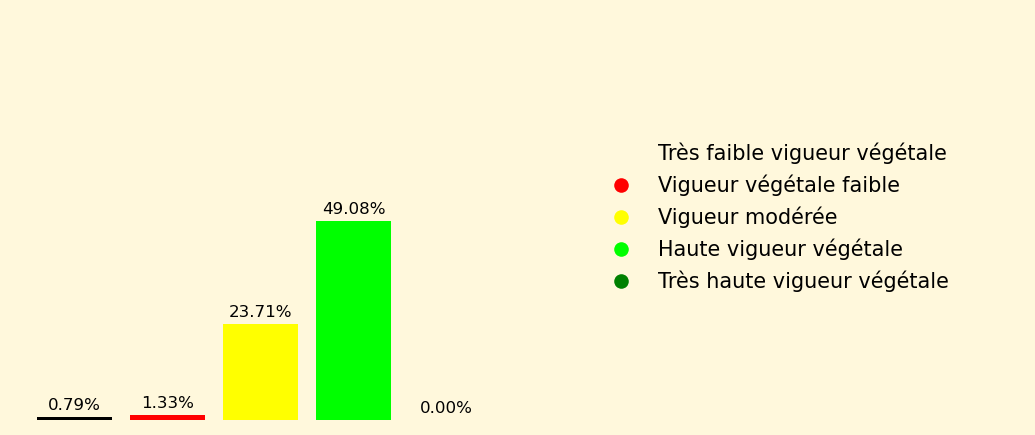 49.08%
23.71%
0.79%
1.33%
0.00%
Très faible vigueur végétale
Vigueur végétale faible
Vigueur modérée
Haute vigueur végétale
Très haute vigueur végétale